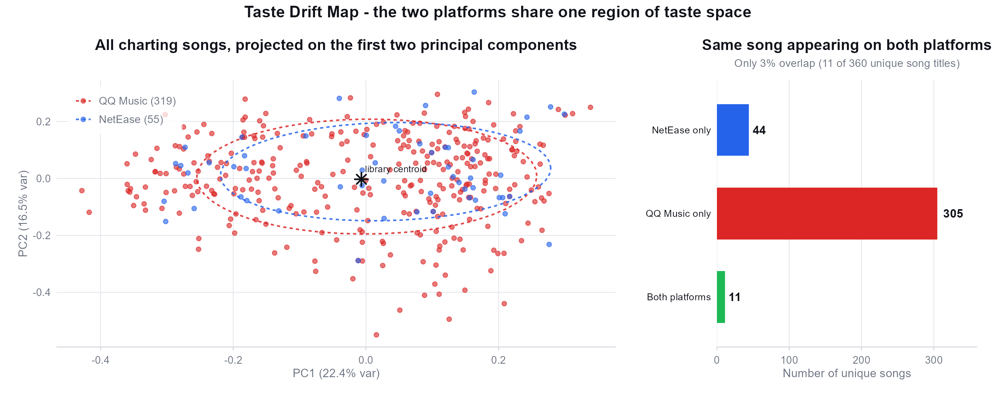 Taste Drift Map - the two platforms share one region of taste space
All charting songs, projected on the first two principal components
QQ Music (319)
NetEase (55)
library centroid
0.2
0.0
-0.2
-0.4
PC2 (16.5% var)
-0.4
-0.2
0.0
0.2
PC1 (22.4% var)
Same song appearing on both platforms
Only 3% overlap (11 of 360 unique song titles)
NetEase only
44
QQ Music only
305
Both platforms
11
0
100
200
300
Number of unique songs